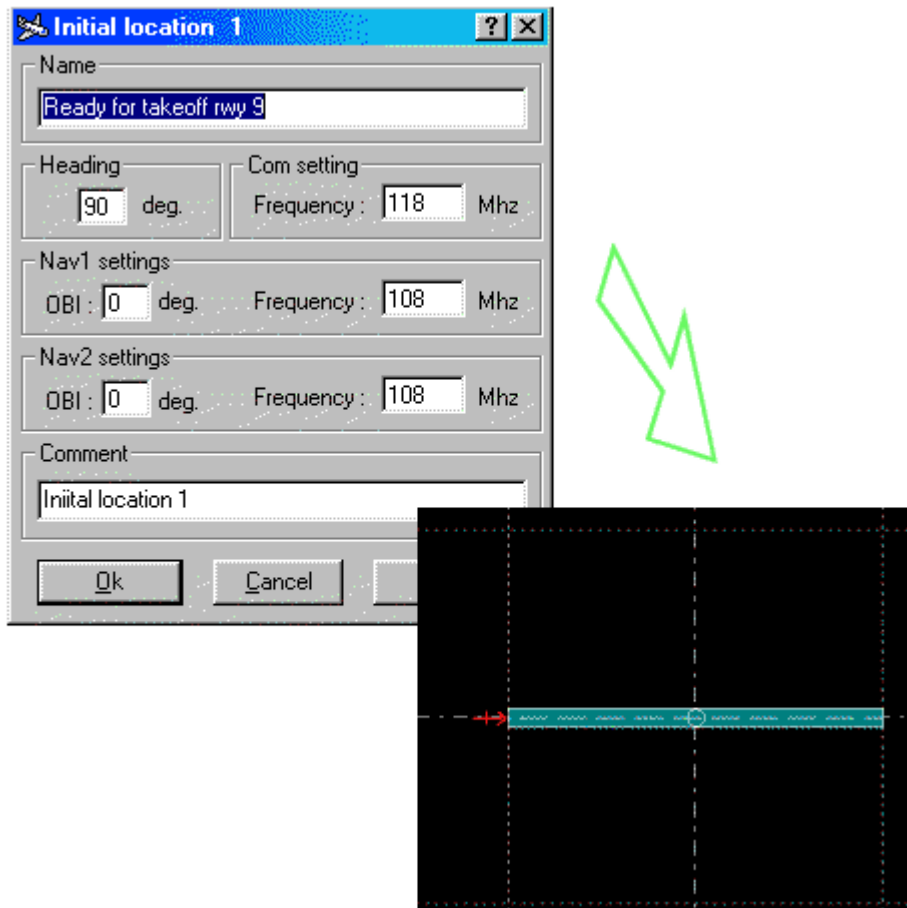 Initial location 1
Name
Ready for takeoff rwy 9
Heading
90 deg.
Com setting
Frequency : 118 Mhz
Nav1 settings
OBI : 0 deg. Frequency : 108 Mhz
Nav2 settings
OBI : 0 deg. Frequency : 108 Mhz
Comment
Iniital location 1
Ok
Cancel